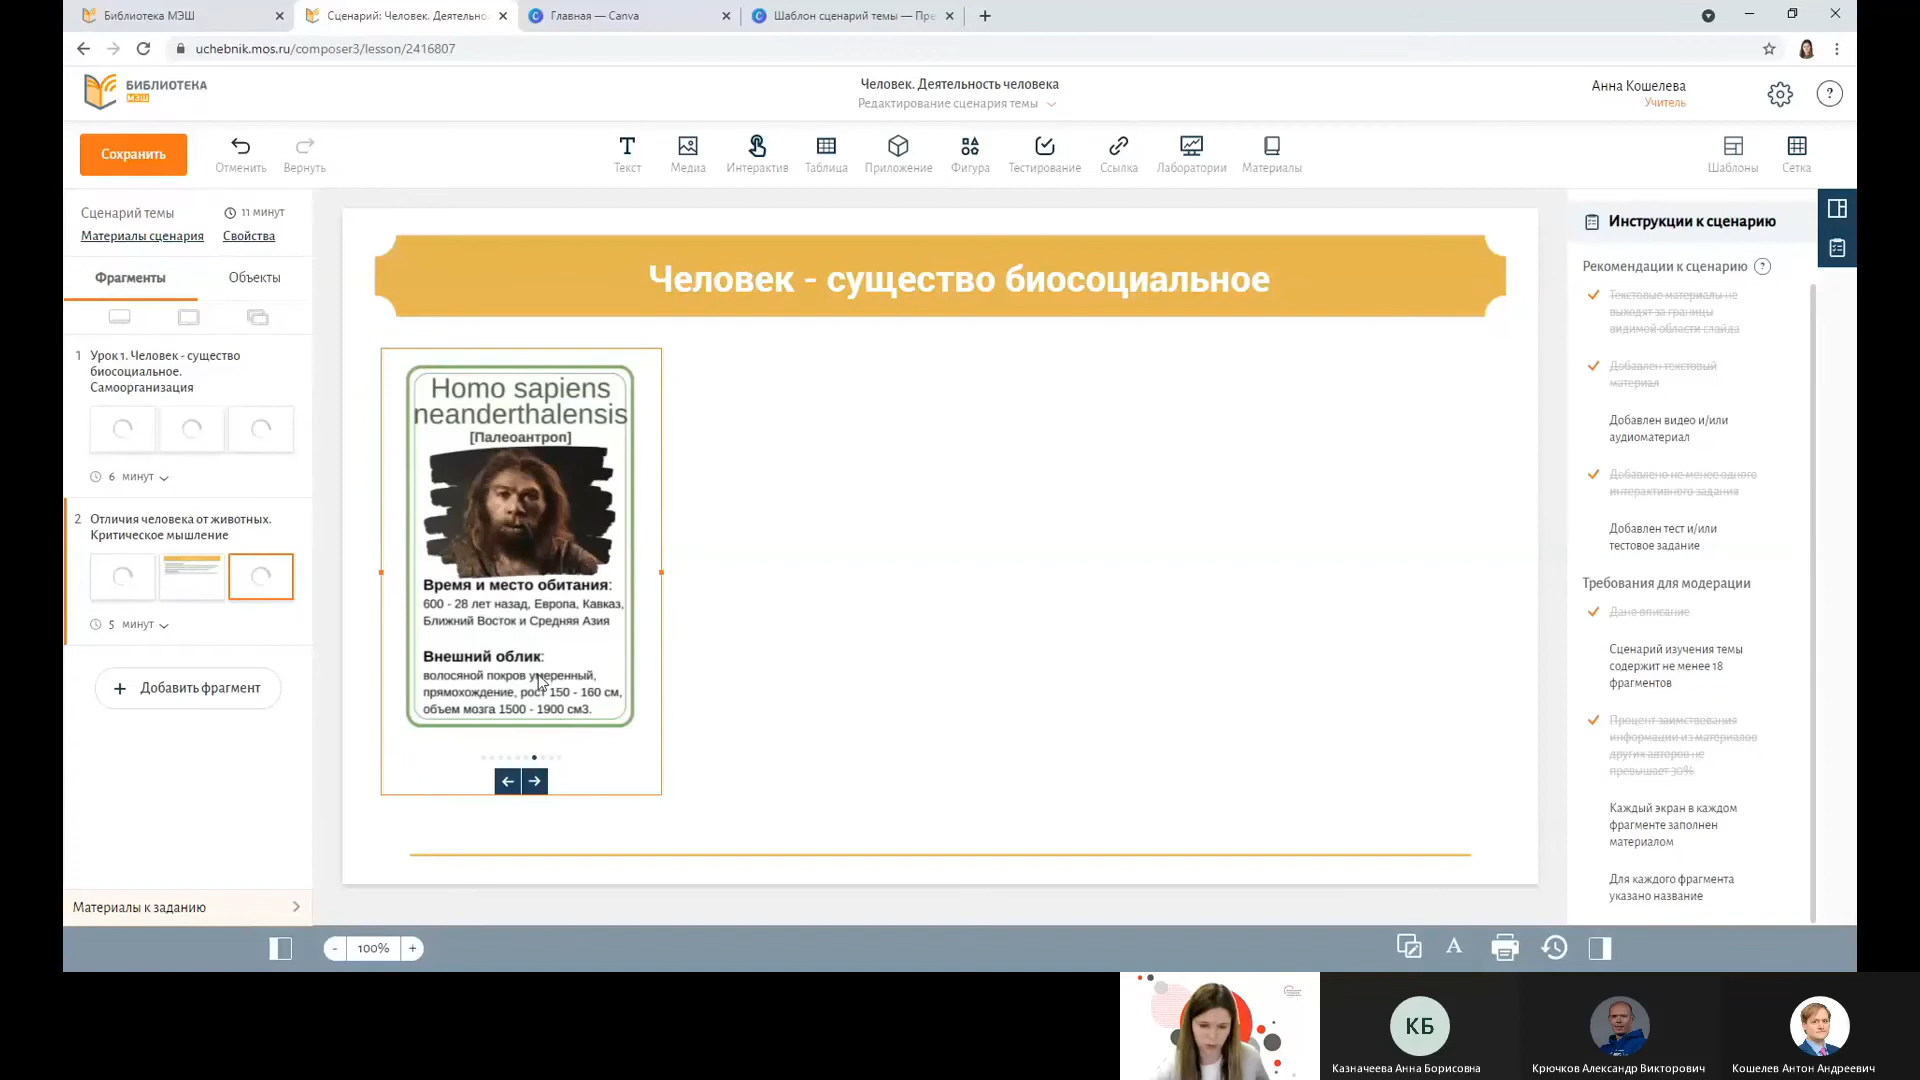 Библиотека МЭШ
Сценарий: Человек. Деятельно
Главная — Canva
Шаблон сценарий темы — Пре
uchebnik.mos.ru/composer3/lesson/2416807
БИБЛИОТЕКА
МЭШ
Человек. Деятельность человека
Редактирование сценария темы
Анна Кошелева
Учитель
?
Сохранить
Отменить
Вернуть
Текст
Медиа
Интерактив
Таблица
Приложение
Фигура
Тестирование
Ссылка
Лаборатории
Материалы
Шаблоны
Сетка
Сценарий темы
11 минут
Материалы сценария
Свойства
Фрагменты
Объекты
1 Урок 1. Человек - существо
биосоциальное.
Самоорганизация
6 минут
2 Отличия человека от животных.
Критическое мышление
5 минут
+ Добавить фрагмент
Материалы к заданию
Человек - существо биосоциальное
Homo sapiens
neanderthalensis
[Палеоантроп]
Время и место обитания:
600 - 28 лет назад, Европа, Кавказ,
Ближний Восток и Средняя Азия
Внешний облик:
волосяной покров умеренный,
прямохождение, рост 150 - 160 см,
объем мозга 1500 - 1900 см3.
Инструкции к сценарию
Рекомендации к сценарию ?
Текстовые материалы не
выходят за границы
видимой области слайда
Добавлен текстовый
материал
Добавлен видео и/или
аудиоматериал
Добавлено не менее одного
интерактивного задания
Добавлен тест и/или
тестовое задание
Требования для модерации
Дано описание
Сценарий изучения темы
содержит не менее 18
фрагментов
Процент заимствования
информации из материалов
других авторов не
превышает 30%
Каждый экран в каждом
фрагменте заполнен
материалом
Для каждого фрагмента
указано название
- 100% +
A
КБ
Казначеева Анна Борисовна
Крючков Александр Викторович
Кошелев Антон Андреевич